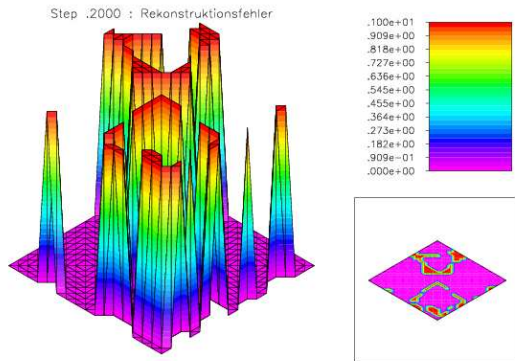 Step .2000 : Rekonstruktionsfehler
.100e+01
.909e+00
.818e+00
.727e+00
.636e+00
.545e+00
.455e+00
.364e+00
.273e+00
.182e+00
.909e-01
.000e+00